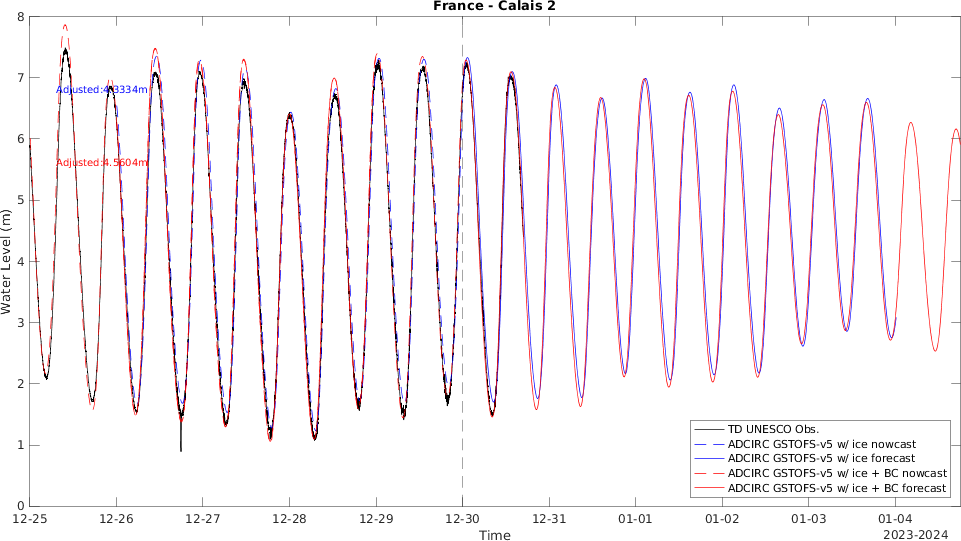 France - Calais 2
8
7
6
5
4
3
2
1
0
Water Level (m)
Adjusted:4.3334m
Adjusted:4.5604m
TD UNESCO Obs.
ADCIRC GSTOFS-v5 w/ ice nowcast
ADCIRC GSTOFS-v5 w/ ice forecast
ADCIRC GSTOFS-v5 w/ ice + BC nowcast
ADCIRC GSTOFS-v5 w/ ice + BC forecast
12-25 12-26 12-27 12-28 12-29 12-30 12-31 01-01 01-02 01-03 01-04
Time
2023-2024